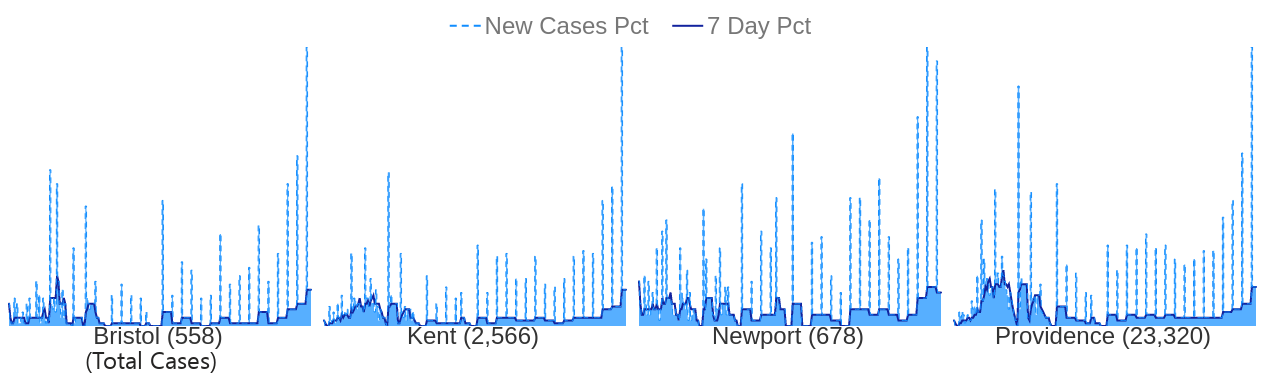 New Cases Pct 7 Day Pct
Bristol (558) Kent (2,566) Newport (678) Providence (23,320)
(Total Cases)